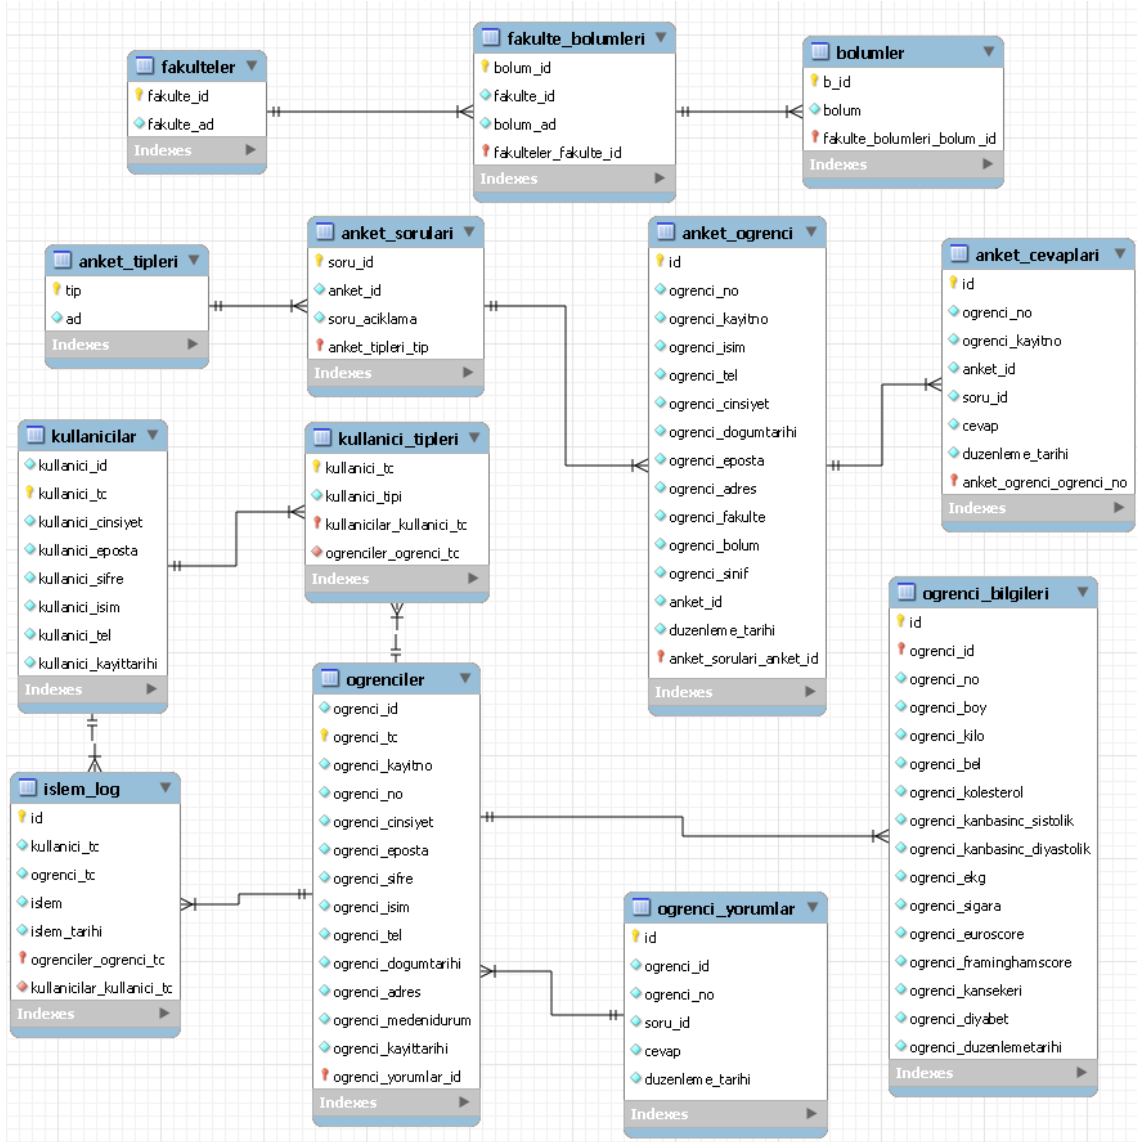 fakulteler
fakulte_id
fakulte_ad
Indexes
fakulte_bolumleri
bolum_id
fakulte_id
bolum_ad
fakulteler_fakulte_id
Indexes
bolumler
b_id
bolum
fakulte_bolumleri_bolum_id
Indexes
anket_tipleri
tip
ad
Indexes
anket_sorulari
soru_id
anket_id
soru_aciklama
anket_tipleri_tip
Indexes
anket_ogrenci
id
ogrenci_no
ogrenci_kayitno
ogrenci_isim
ogrenci_tel
ogrenci_cinsiyet
ogrenci_dogumtarihi
ogrenci_eposta
ogrenci_adres
ogrenci_fakulte
ogrenci_bolum
ogrenci_sinif
anket_id
duzenleme_tarihi
anket_sorulari_anket_id
Indexes
anket_cevaplari
id
ogrenci_no
ogrenci_kayitno
anket_id
soru_id
cevap
duzenleme_tarihi
anket_ogrenci_ogrenci_no
Indexes
kullanicilar
kullanici_id
kullanici_tc
kullanici_cinsiyet
kullanici_eposta
kullanici_sifre
kullanici_isim
kullanici_tel
kullanici_kayittarihi
Indexes
kullanici_tipleri
kullanici_tc
kullanici_tipi
kullanicilar_kullanici_tc
ogrenciler_ogrenci_tc
Indexes
ogrenci_bilgileri
id
ogrenci_id
ogrenci_no
ogrenci_boy
ogrenci_kilo
ogrenci_bel
ogrenci_kolesterol
ogrenci_kanbasinc_sistolik
ogrenci_kanbasinc_diyastolik
ogrenci_ekg
ogrenci_sigara
ogrenci_euroscore
ogrenci_framinghamscore
ogrenci_kansekeri
ogrenci_diyabet
ogrenci_duzenlemetarihi
Indexes
islem_log
id
kullanici_tc
ogrenci_tc
islem
islem_tarihi
ogrenciler_ogrenci_tc
kullanicilar_kullanici_tc
Indexes
ogrenciler
ogrenci_id
ogrenci_tc
ogrenci_kayitno
ogrenci_no
ogrenci_cinsiyet
ogrenci_eposta
ogrenci_sifre
ogrenci_isim
ogrenci_tel
ogrenci_dogumtarihi
ogrenci_adres
ogrenci_medenidurum
ogrenci_kayittarihi
ogrenci_yorumlar_id
Indexes
ogrenci_yorumlar
id
ogrenci_id
ogrenci_no
soru_id
cevap
duzenleme_tarihi
Indexes